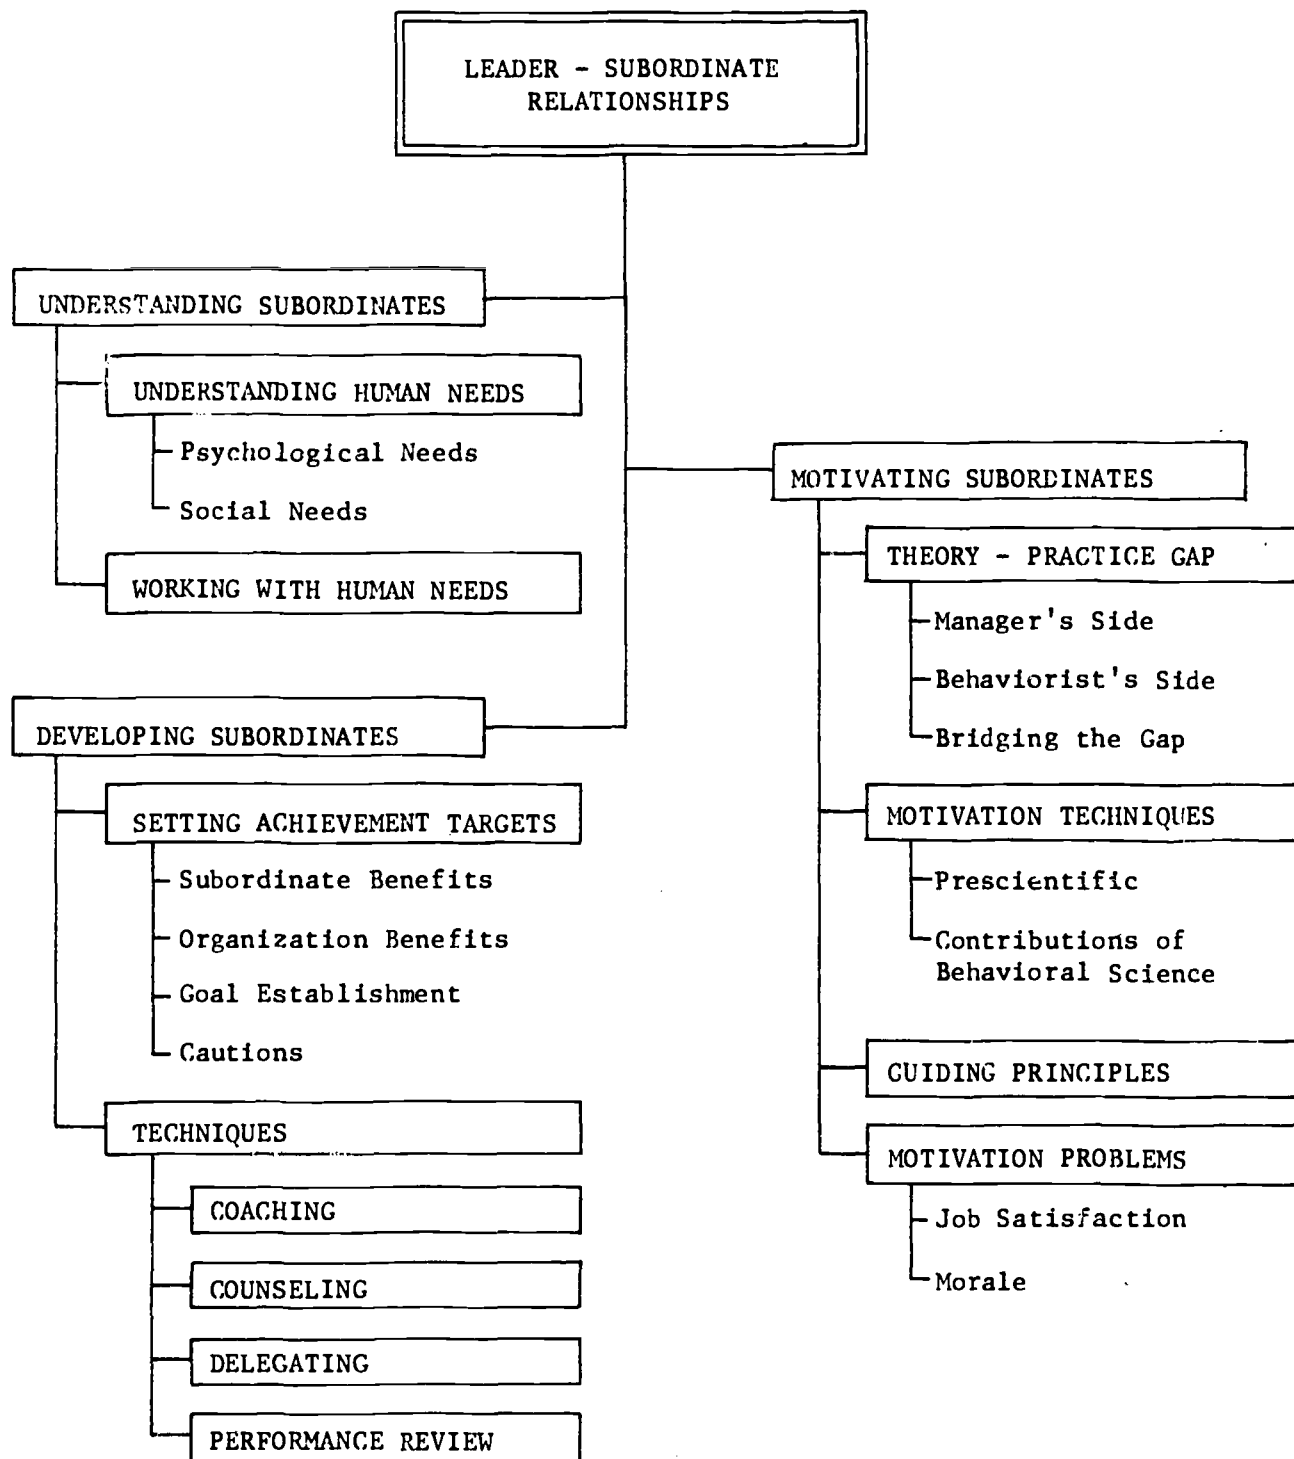 LEADER - SUBORDINATE
RELATIONSHIPS
UNDERSTANDING SUBORDINATES
UNDERSTANDING HUMAN NEEDS
Psychological Needs
Social Needs
WORKING WITH HUMAN NEEDS
DEVELOPING SUBORDINATES
SETTING ACHIEVEMENT TARGETS
Subordinate Benefits
Organization Benefits
Goal Establishment
Cautions
TECHNIQUES
COACHING
COUNSELING
DELEGATING
PERFORMANCE REVIEW
MOTIVATING SUBORDINATES
THEORY - PRACTICE GAP
Manager's Side
Behaviorist's Side
Bridging the Gap
MOTIVATION TECHNIQUES
Prescientific
Contributions of
Behavioral Science
GUIDING PRINCIPLES
MOTIVATION PROBLEMS
Job Satisfaction
Morale